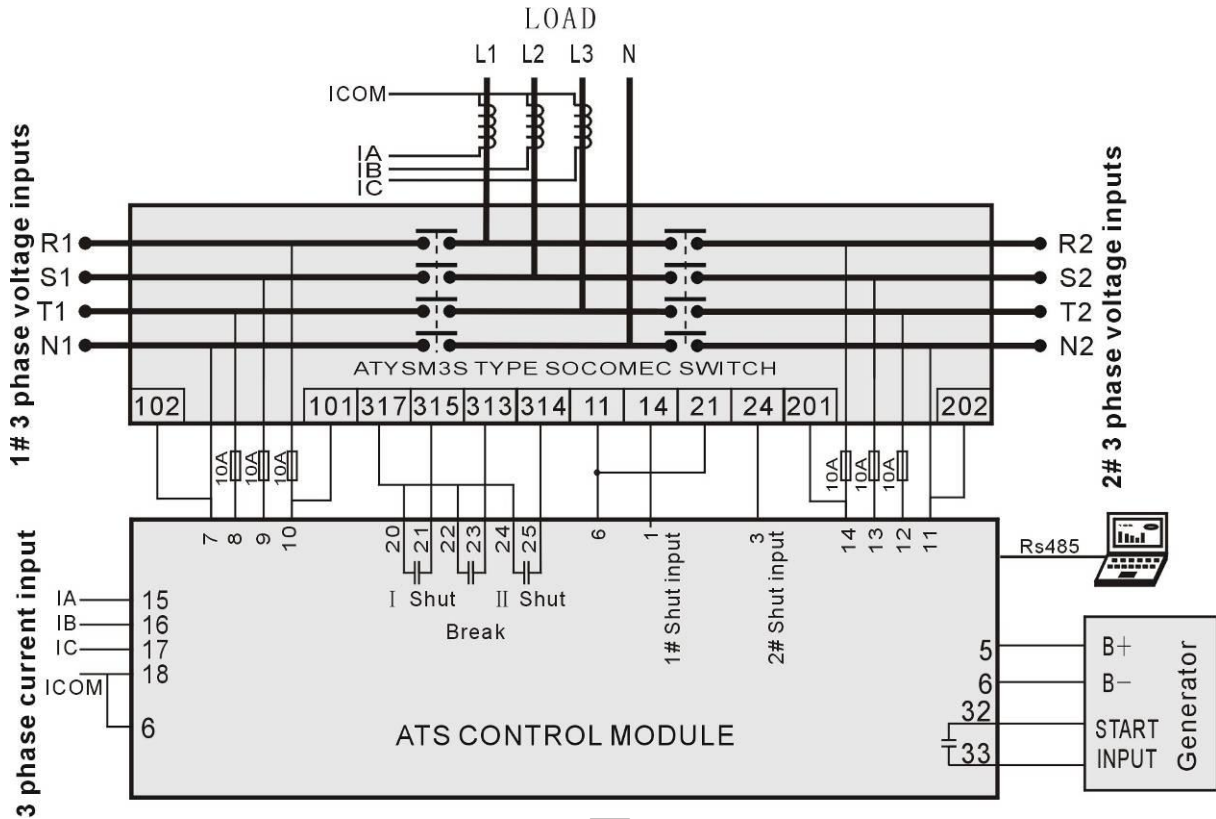 LOAD
L1 L2 L3 N
ICOM
IA
IB
IC
1# 3 phase voltage inputs
R1
S1
T1
N1
R2
S2
T2
N2
2# 3 phase voltage inputs
ATYSM3S TYPE SOCOMEC SWITCH
102 101 317 315 313 314 11 14 21 24 201 202
10A 10A 10A 10A 10A 10A
7 8 9 10 20 21 22 23 24 25 6 1 3 14 13 12 11
I Shut II Shut
Break
1# Shut input
2# Shut input
Rs485
3 phase current input
IA 15
IB 16
IC 17
ICOM 18
6
ATS CONTROL MODULE
5 B+
6 B-
32 START
33 INPUT
Generator